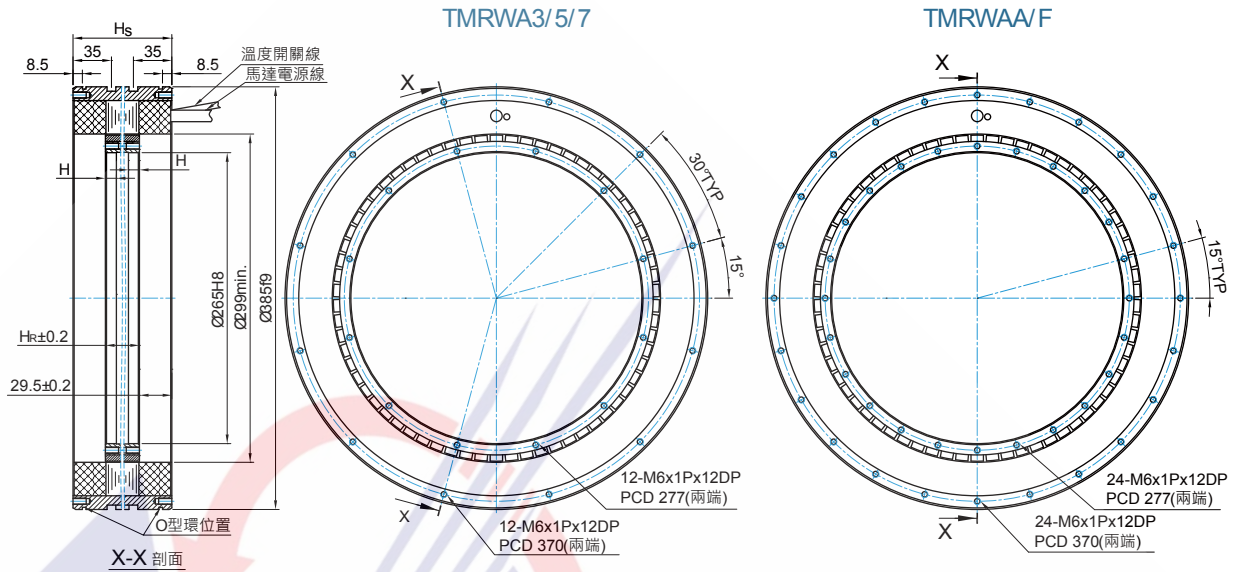 TMRWA3/5/7
TMRWAA/F
Hs
35
35
8.5
8.5
溫度開關線
馬達電源線
H
H
Ø265H8
Ø299min.
Ø385f9
HR±0.2
29.5±0.2
O型環位置
X-X 剖面
X
30°TYP
15°
12-M6x1Px12DP
PCD 277(兩端)
X
12-M6x1Px12DP
PCD 370(兩端)
X
15°TYP
24-M6x1Px12DP
PCD 277(兩端)
X
24-M6x1Px12DP
PCD 370(兩端)